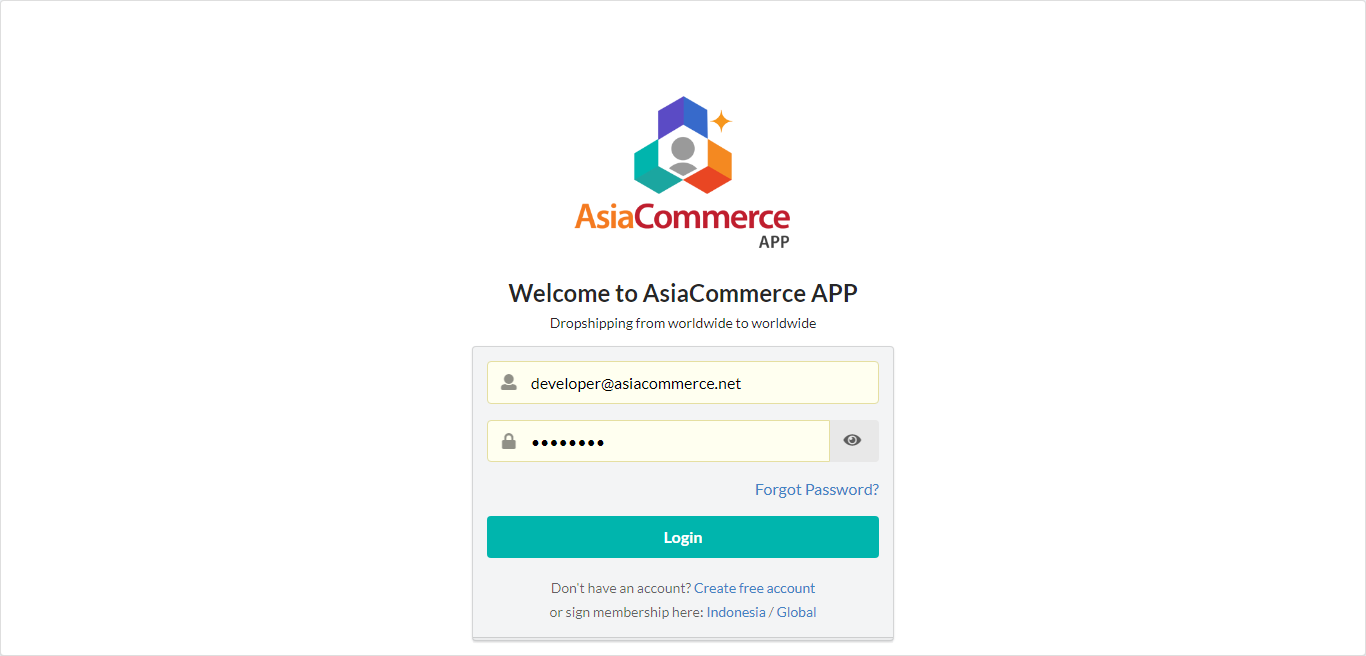 AsiaCommerce
APP
Welcome to AsiaCommerce APP
Dropshipping from worldwide to worldwide
developer@asiacommerce.net
••••••••
Forgot Password?
Login
Don't have an account? Create free account
or sign membership here: Indonesia / Global